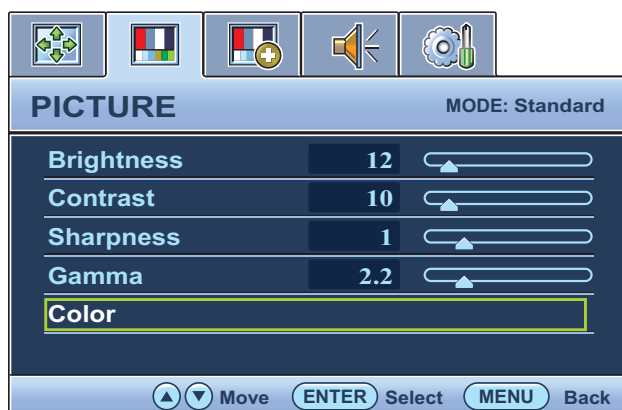 PICTURE MODE: Standard
Brightness 12
Contrast 10
Sharpness 1
Gamma 2.2
Color
Move ENTER Select MENU Back